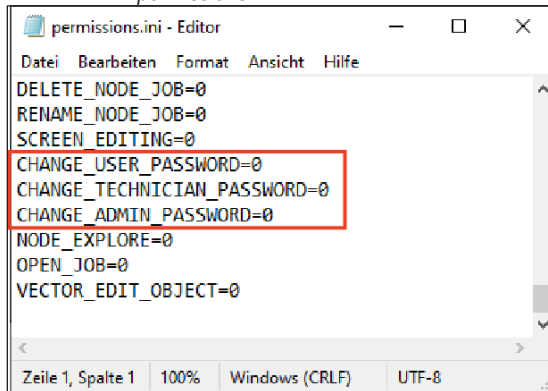 permissions.ini - Editor
Datei Bearbeiten Format Ansicht Hilfe
DELETE_NODE_JOB=0
RENAME_NODE_JOB=0
SCREEN_EDITING=0
CHANGE_USER_PASSWORD=0
CHANGE_TECHNICIAN_PASSWORD=0
CHANGE_ADMIN_PASSWORD=0
NODE_EXPLORE=0
OPEN_JOB=0
VECTOR_EDIT_OBJECT=0
Zeile 1, Spalte 1 100% Windows (CRLF) UTF-8